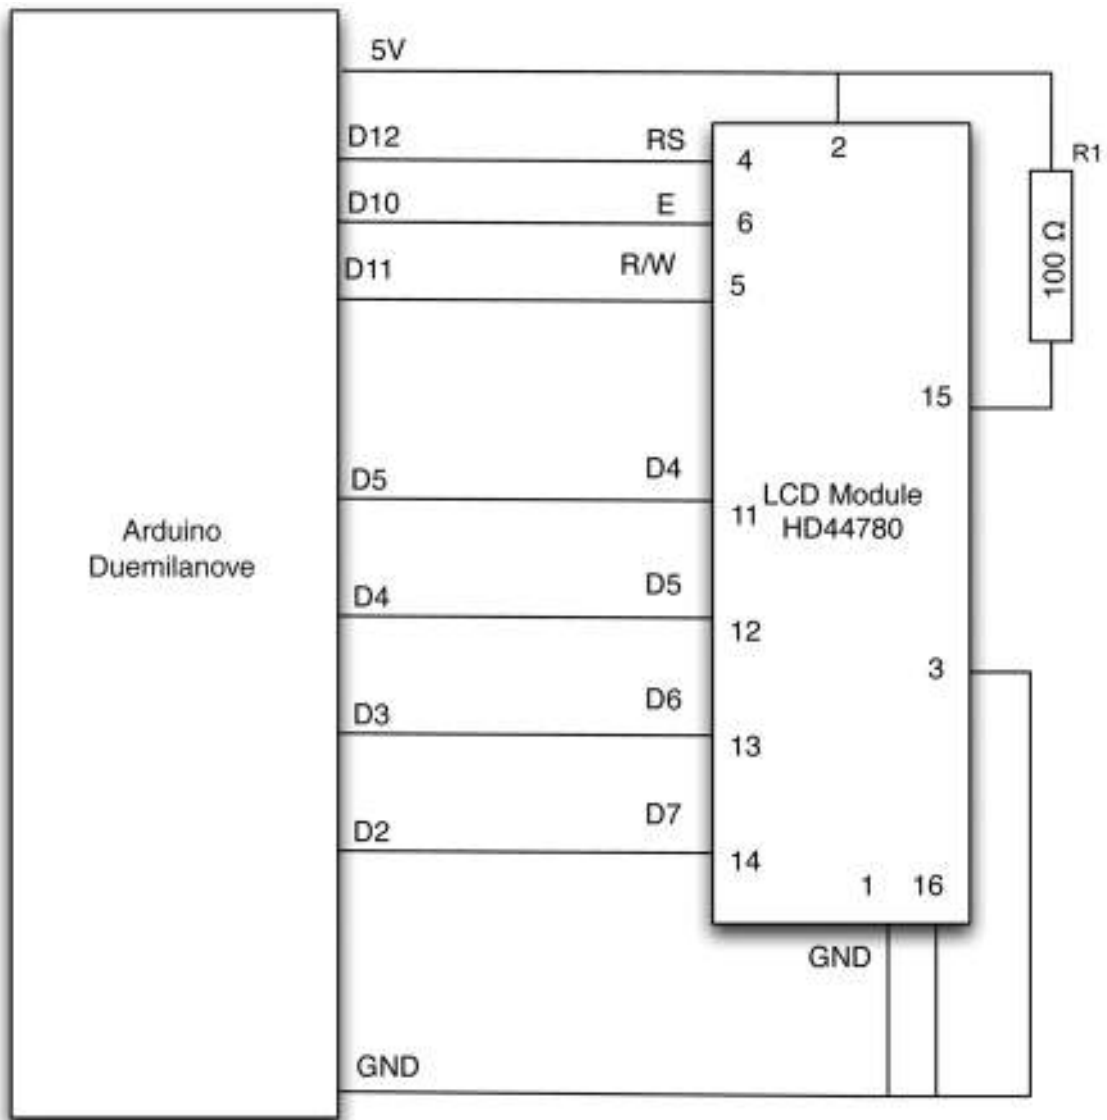 5V
D12
RS
4
2
R1
D10
E
6
100 Ω
D11
R/W
5
15
D5
D4
11
LCD Module
HD44780
Arduino
Duemilanove
D4
D5
12
3
D3
D6
13
D2
D7
14
1
16
GND
GND